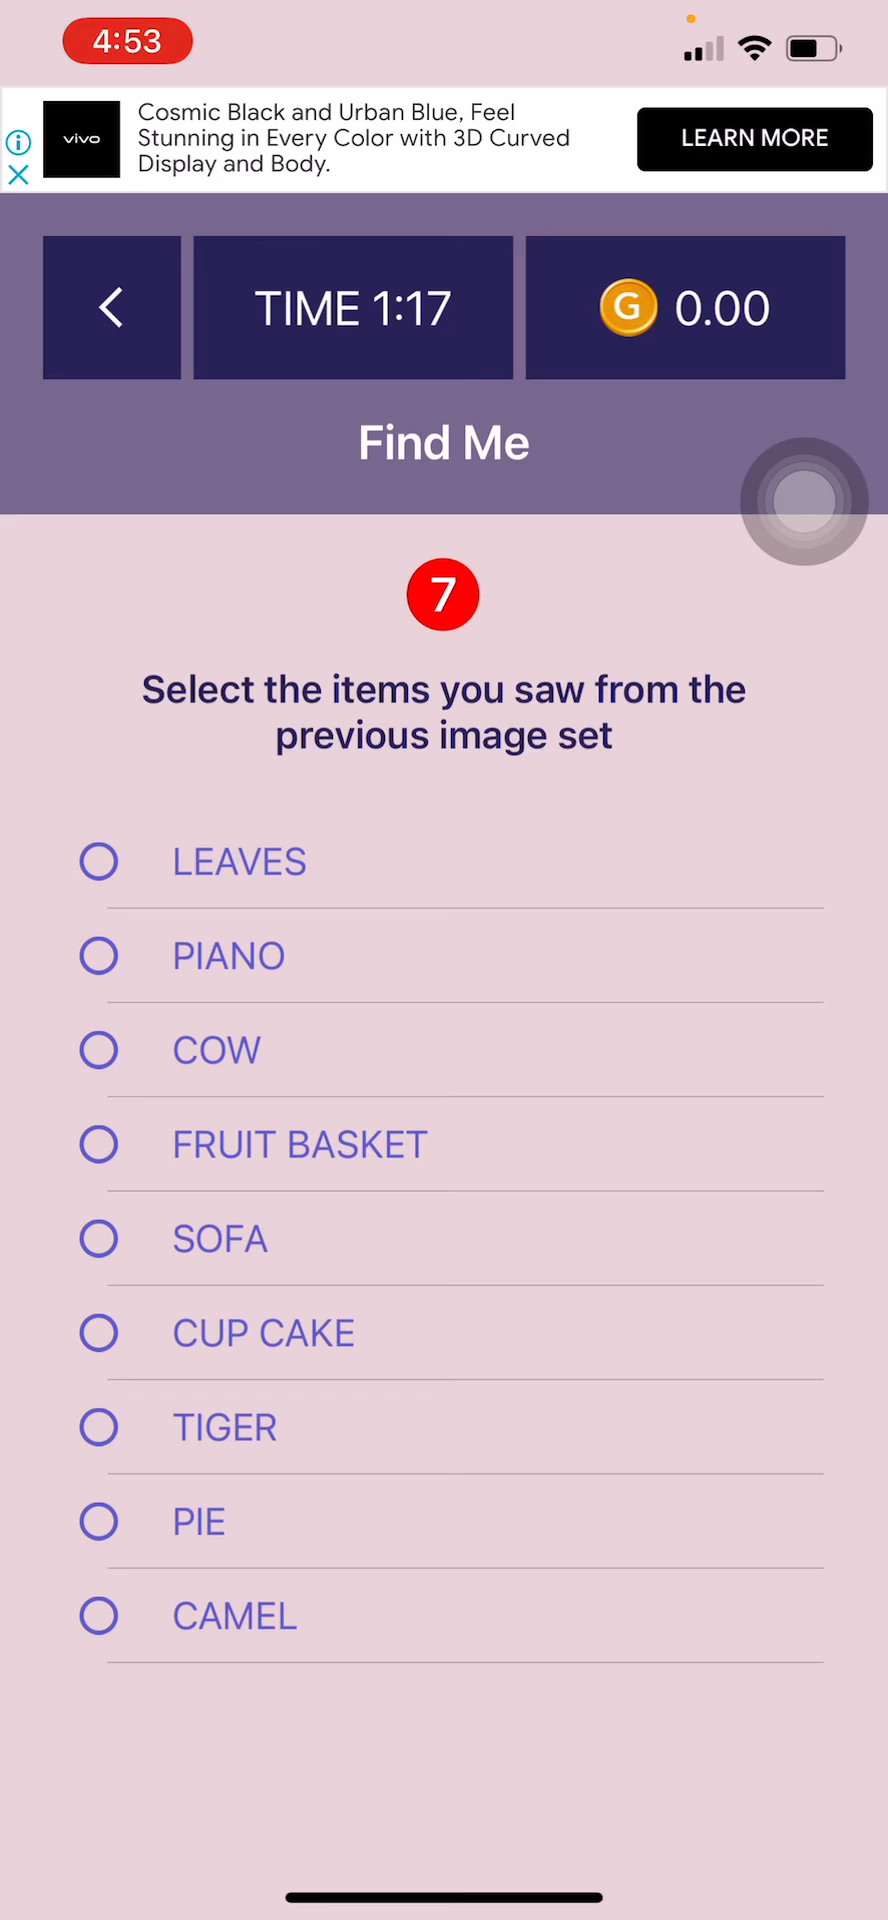 4:53
vivo
Cosmic Black and Urban Blue, Feel
Stunning in Every Color with 3D Curved
Display and Body.
LEARN MORE
TIME 1:17
G 0.00
Find Me
7
Select the items you saw from the
previous image set
LEAVES
PIANO
COW
FRUIT BASKET
SOFA
CUP CAKE
TIGER
PIE
CAMEL